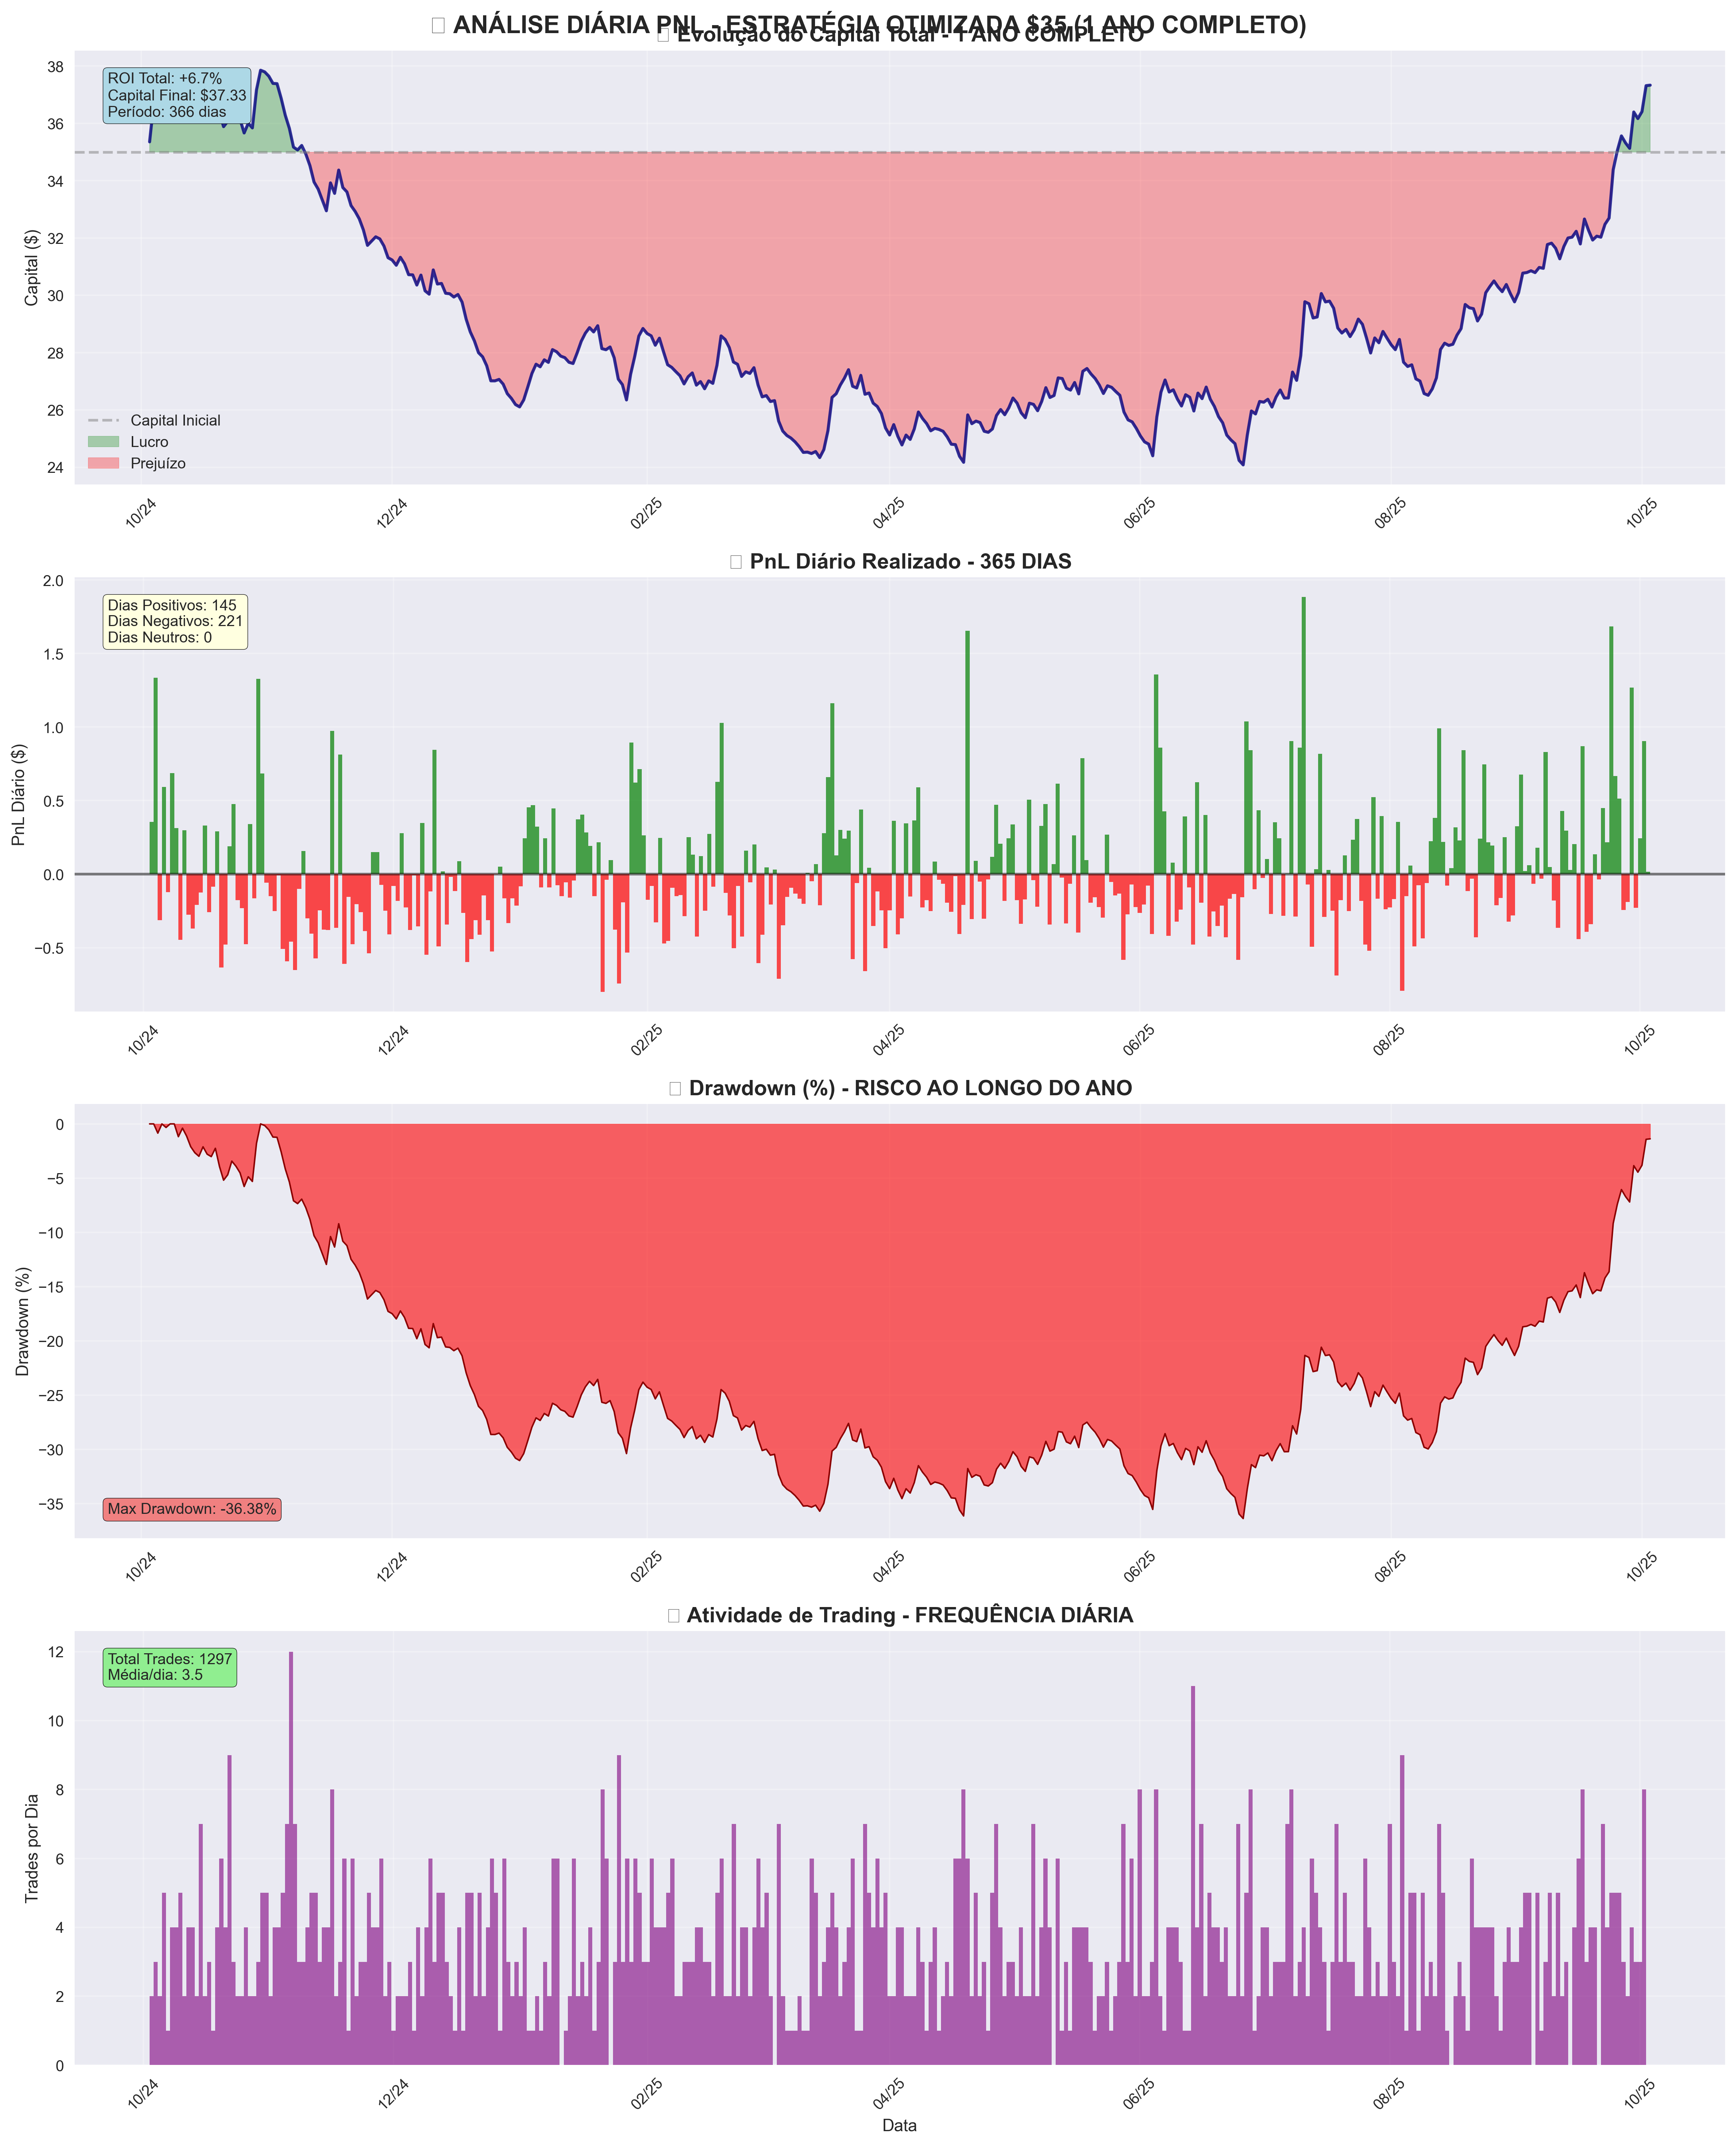 ANÁLISE DIÁRIA PNL - ESTRATÉGIA OTIMIZADA $35 (1 ANO COMPLETO)
Evolução do Capital Total - 1 ANO COMPLETO
ROI Total: +6.7%
Capital Final: $37.33
Período: 366 dias
38
36
34
32
30
28
26
24
Capital ($)
Capital Inicial
Lucro
Prejuízo
10/24
12/24
02/25
04/25
06/25
08/25
10/25
PnL Diário Realizado - 365 DIAS
Dias Positivos: 145
Dias Negativos: 221
Dias Neutros: 0
2.0
1.5
1.0
0.5
0.0
−0.5
PnL Diário ($)
10/24
12/24
02/25
04/25
06/25
08/25
10/25
Drawdown (%) - RISCO AO LONGO DO ANO
0
−5
−10
−15
−20
−25
−30
−35
Drawdown (%)
Max Drawdown: -36.38%
10/24
12/24
02/25
04/25
06/25
08/25
10/25
Atividade de Trading - FREQUÊNCIA DIÁRIA
Total Trades: 1297
Média/dia: 3.5
12
10
8
6
4
2
0
Trades por Dia
10/24
12/24
02/25
04/25
06/25
08/25
10/25
Data